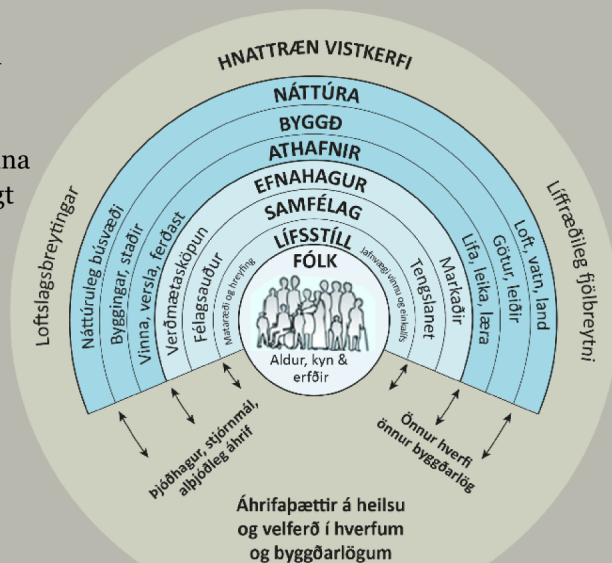 na
gt
HNATTRÆN VISTKERFI
Loftslagsbreytingar
Líffræðileg fjölbreytni
NÁTTÚRA
Náttúruleg búsvæði
Loft, vatn, land
BYGGÐ
Byggingar, staðir
Götur, leiðir
ATHAFNIR
Vinna, versla, ferðast
Lifa, leika, læra
EFNAHAGUR
Verðmætasköpun
Markaðir
SAMFÉLAG
Félagsauður
Tengslanet
LÍFSSTÍLL
Mataræði og hreyfing
Jafnvægi vinnu og einkalífs
FÓLK
Aldur, kyn &
erfðir
Þjóðhagur, stjórnmál,
alþjóðleg áhrif
Önnur hverfi
önnur byggðarlög
Áhrifaþættir á heilsu
og velferð í hverfum
og byggðarlögum